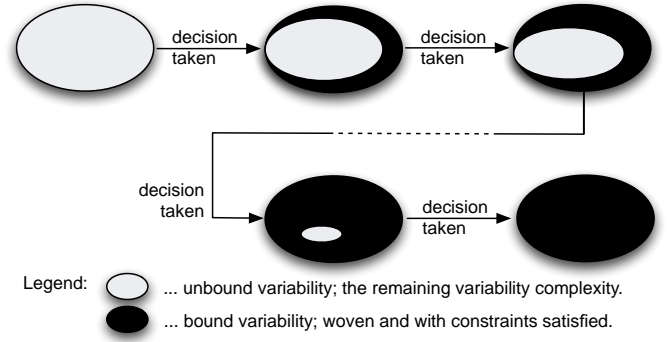 decision
taken
decision
taken
decision
taken
decision
taken
Legend:
... unbound variability; the remaining variability complexity.
... bound variability; woven and with constraints satisfied.